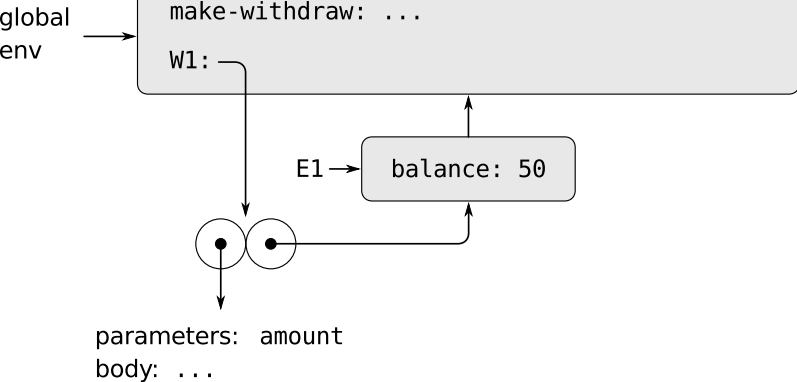 global
env
make-withdraw: ...
W1:
E1
balance: 50
parameters: amount
body: ...